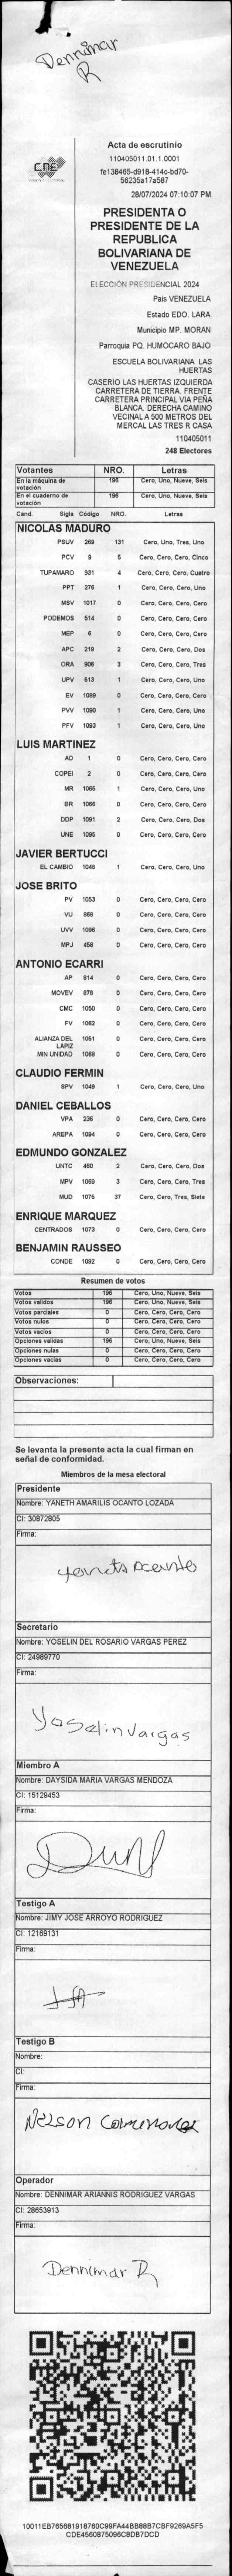 Dennimar
R
CNE
Acta de escrutinio
110405011.01.1.0001
fe138465-d918-414c-bd70-
56235a17a587
28/07/2024 07:10:07 PM
PRESIDENTA O
PRESIDENTE DE LA
REPUBLICA
BOLIVARIANA DE
VENEZUELA
ELECCIÓN PRESIDENCIAL 2024
País VENEZUELA
Estado EDO. LARA
Municipio MP. MORAN
Parroquia PQ. HUMOCARO BAJO
ESCUELA BOLIVARIANA LAS
HUERTAS
CASERIO LAS HUERTAS IZQUIERDA
CARRETERA DE TIERRA. FRENTE
CARRETERA PRINCIPAL VIA PEÑA
BLANCA. DERECHA CAMINO
VECINAL A 500 METROS DEL
MERCAL LAS TRES R CASA
110405011
248 Electores
Votantes NRO. Letras
En la máquina de votación 196 Cero, Uno, Nueve, Seis
En el cuaderno de votación 196 Cero, Uno, Nueve, Seis
Cand. Sigla Código NRO. Letras
NICOLAS MADURO
PSUV 269 131 Cero, Uno, Tres, Uno
PCV 9 5 Cero, Cero, Cero, Cinco
TUPAMARO 931 4 Cero, Cero, Cero, Cuatro
PPT 276 1 Cero, Cero, Cero, Uno
MSV 1017 0 Cero, Cero, Cero, Cero
PODEMOS 514 0 Cero, Cero, Cero, Cero
MEP 6 0 Cero, Cero, Cero, Cero
APC 219 2 Cero, Cero, Cero, Dos
ORA 906 3 Cero, Cero, Cero, Tres
UPV 613 1 Cero, Cero, Cero, Uno
EV 1089 0 Cero, Cero, Cero, Cero
PVV 1090 1 Cero, Cero, Cero, Uno
PFV 1093 1 Cero, Cero, Cero, Uno
LUIS MARTINEZ
AD 1 0 Cero, Cero, Cero, Cero
COPEI 2 0 Cero, Cero, Cero, Cero
MR 1065 1 Cero, Cero, Cero, Uno
BR 1066 0 Cero, Cero, Cero, Cero
DDP 1091 2 Cero, Cero, Cero, Dos
UNE 1095 0 Cero, Cero, Cero, Cero
JAVIER BERTUCCI
EL CAMBIO 1046 1 Cero, Cero, Cero, Uno
JOSE BRITO
PV 1053 0 Cero, Cero, Cero, Cero
VU 868 0 Cero, Cero, Cero, Cero
UVV 1096 0 Cero, Cero, Cero, Cero
MPJ 458 0 Cero, Cero, Cero, Cero
ANTONIO ECARRI
AP 814 0 Cero, Cero, Cero, Cero
MOVEV 878 0 Cero, Cero, Cero, Cero
CMC 1050 0 Cero, Cero, Cero, Cero
FV 1062 0 Cero, Cero, Cero, Cero
ALIANZA DEL LAPIZ 1051 0 Cero, Cero, Cero, Cero
MIN UNIDAD 1068 0 Cero, Cero, Cero, Cero
CLAUDIO FERMIN
SPV 1049 1 Cero, Cero, Cero, Uno
DANIEL CEBALLOS
VPA 236 0 Cero, Cero, Cero, Cero
AREPA 1094 0 Cero, Cero, Cero, Cero
EDMUNDO GONZALEZ
UNTC 460 2 Cero, Cero, Cero, Dos
MPV 1069 3 Cero, Cero, Cero, Tres
MUD 1075 37 Cero, Cero, Tres, Siete
ENRIQUE MARQUEZ
CENTRADOS 1073 0 Cero, Cero, Cero, Cero
BENJAMIN RAUSSEO
CONDE 1092 0 Cero, Cero, Cero, Cero
Resumen de votos
Votos 196 Cero, Uno, Nueve, Seis
Votos validos 196 Cero, Uno, Nueve, Seis
Votos parciales 0 Cero, Cero, Cero, Cero
Votos nulos 0 Cero, Cero, Cero, Cero
Votos vacios 0 Cero, Cero, Cero, Cero
Opciones validas 196 Cero, Uno, Nueve, Seis
Opciones nulas 0 Cero, Cero, Cero, Cero
Opciones vacias 0 Cero, Cero, Cero, Cero
Observaciones:
Se levanta la presente acta la cual firman en
señal de conformidad.
Miembros de la mesa electoral
Presidente
Nombre: YANETH AMARILIS OCANTO LOZADA
CI: 30872805
Firma:
Secretario
Nombre: YOSELIN DEL ROSARIO VARGAS PEREZ
CI: 24989770
Firma:
Yoselin Vargas
Miembro A
Nombre: DAYSIDA MARIA VARGAS MENDOZA
CI: 15129453
Firma:
Testigo A
Nombre: JIMY JOSE ARROYO RODRIGUEZ
CI: 12169131
Firma:
Testigo B
Nombre:
CI:
Firma:
Nelson
Operador
Nombre: DENNIMAR ARIANNIS RODRIGUEZ VARGAS
CI: 28653913
Firma:
Dennimar R
10011EB765681918760C99FA44BB88B7CBF9269A5F5
CDE4560875096C8DB7DCD